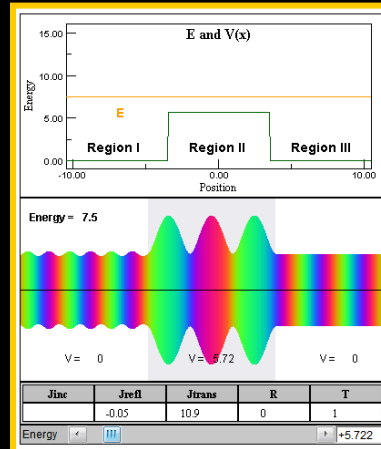 E and V(x)
15.00
10.00
5.00
0.00
Energy
E
Region I
Region II
Region III
-10.00
0.00
10.00
Position
Energy = 7.5
V = 0
V = 5.72
V = 0
Jinc Jrefl Jtrans R T
-0.05 10.9 0 1
Energy +5.722